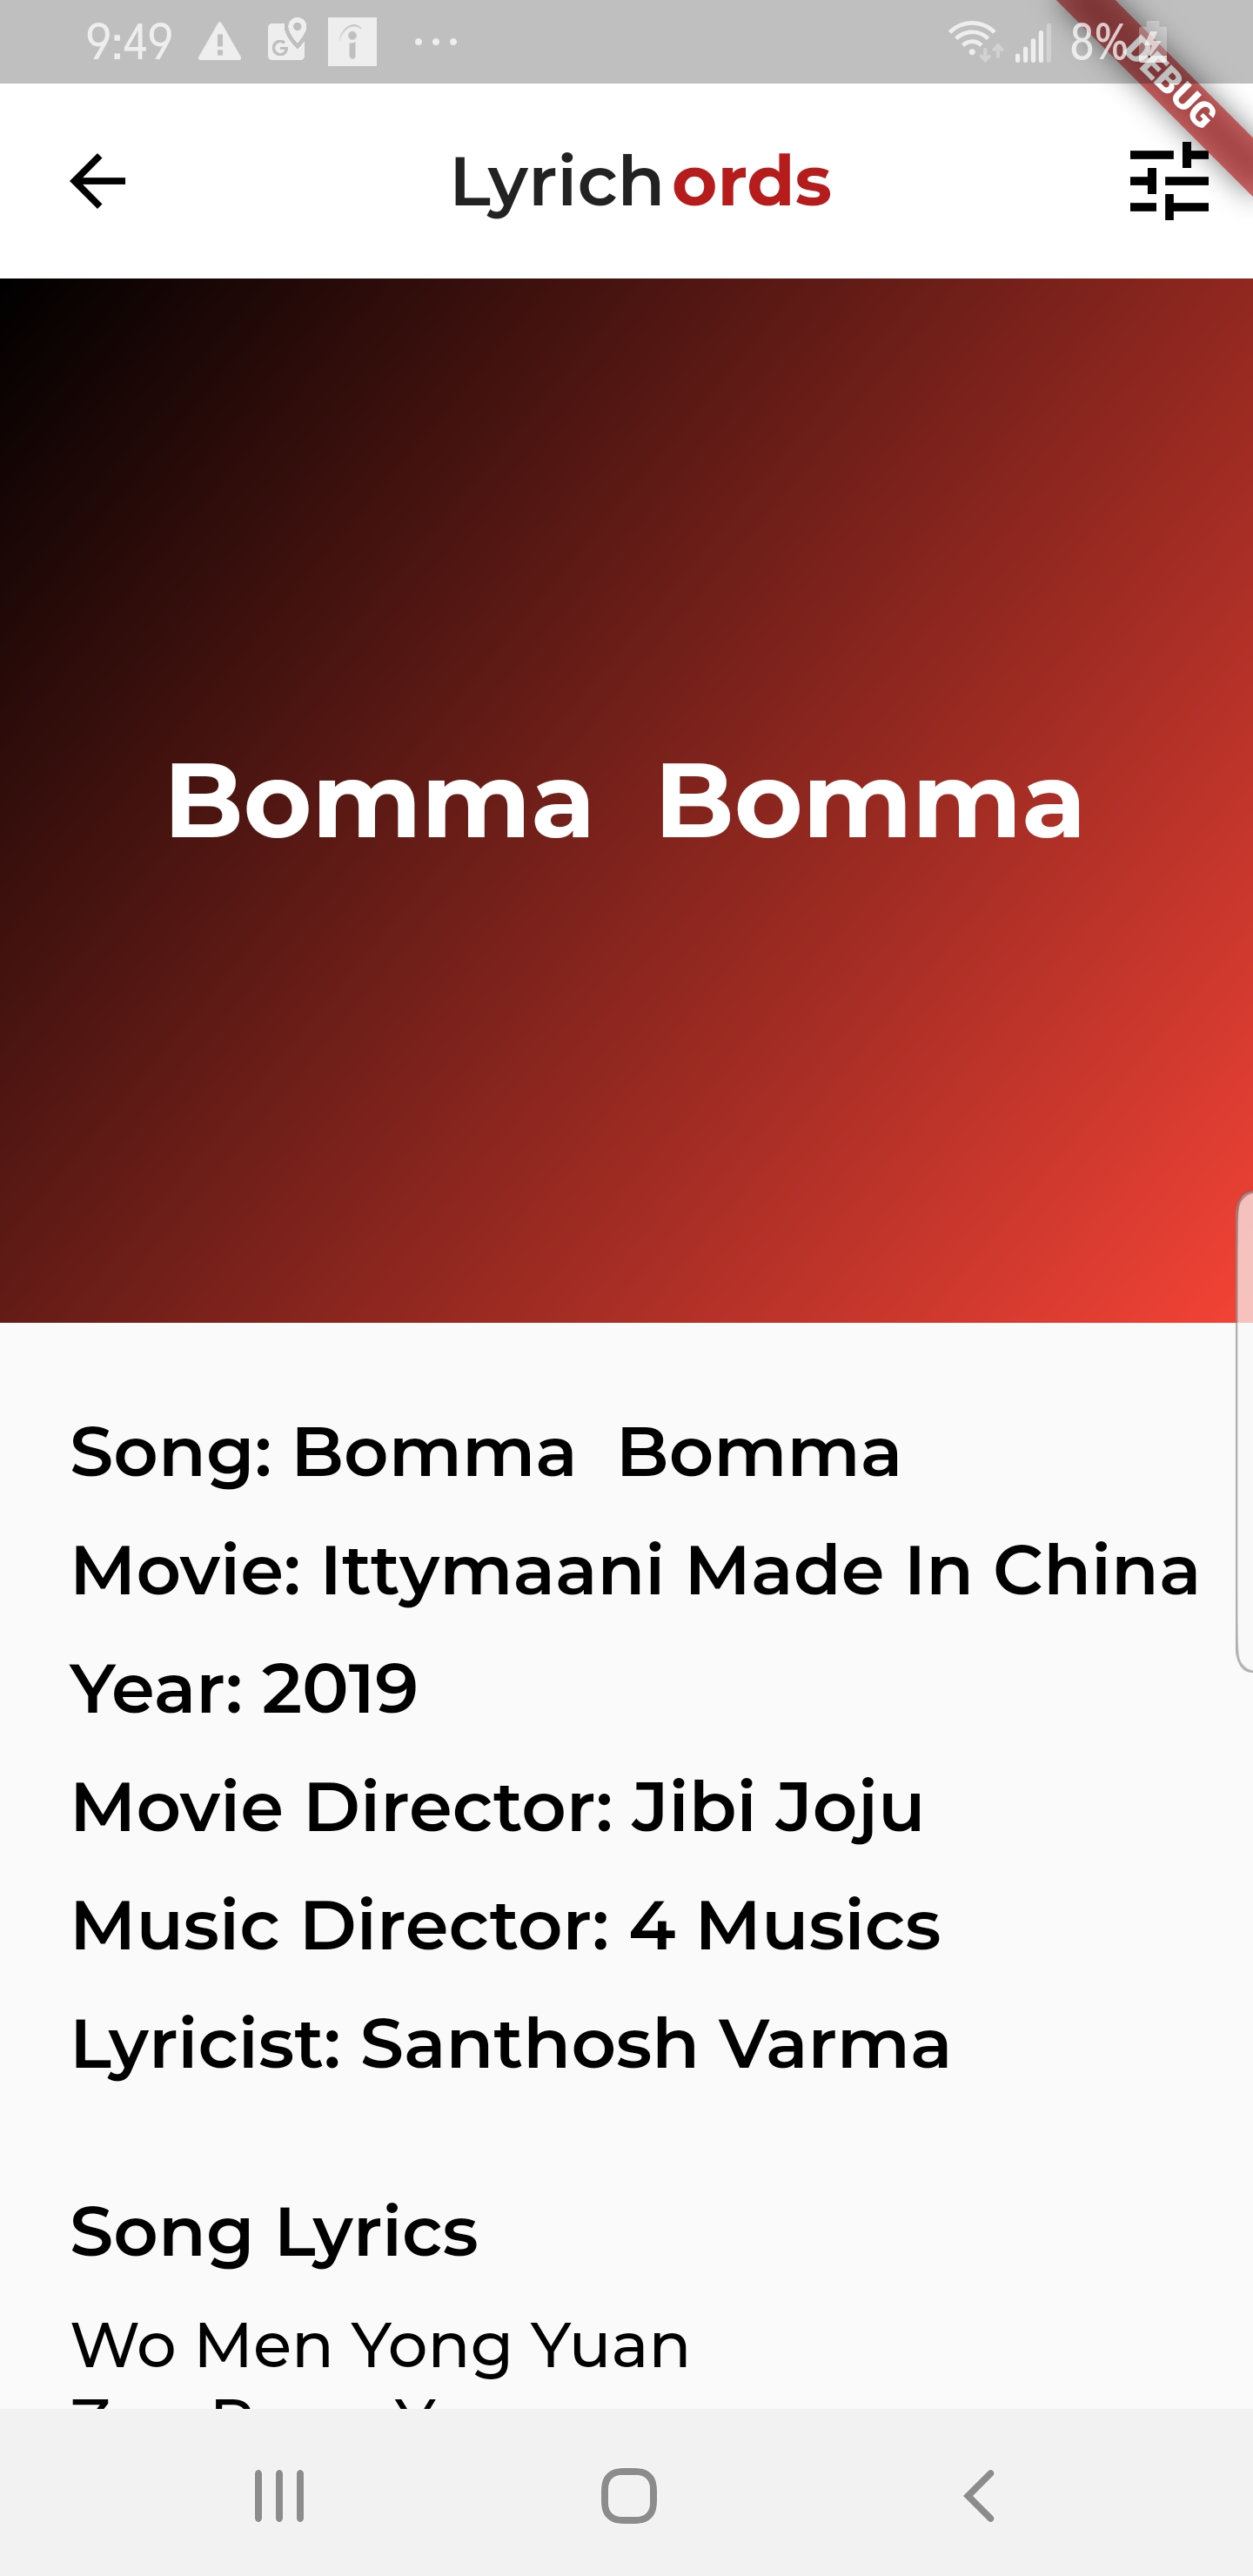 9:49
8%
DEBUG
Lyrichords
Bomma  Bomma
Song: Bomma  Bomma
Movie: Ittymaani Made In China
Year: 2019
Movie Director: Jibi Joju
Music Director: 4 Musics
Lyricist: Santhosh Varma
Song Lyrics
Wo Men Yong Yuan